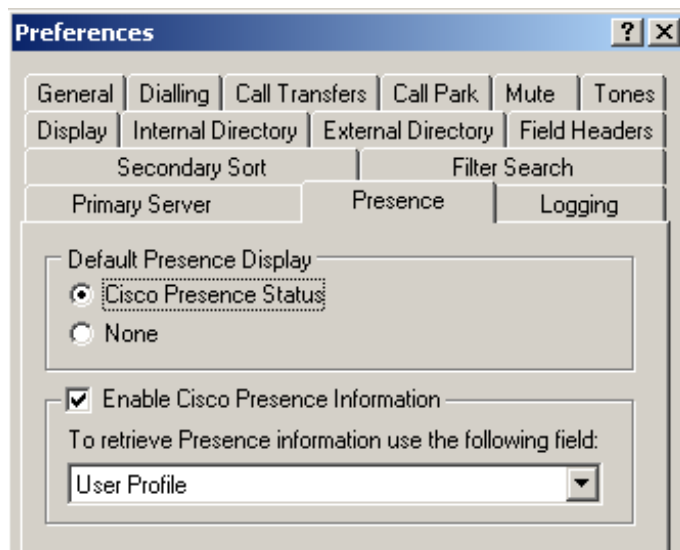 Preferences
General Dialling Call Transfers Call Park Mute Tones
Display Internal Directory External Directory Field Headers
Secondary Sort Filter Search
Primary Server Presence Logging
Default Presence Display
Cisco Presence Status
None
Enable Cisco Presence Information
To retrieve Presence information use the following field:
User Profile